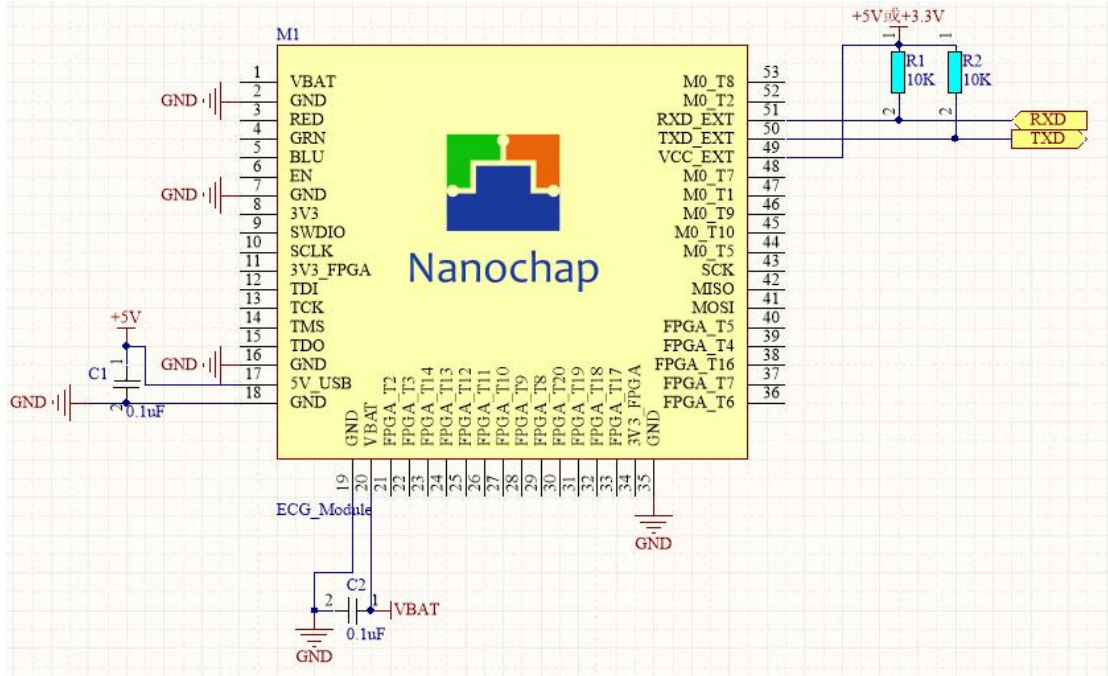 +5V或+3.3V
M1
1 VBAT
2 GND
3 RED
4 GRN
5 BLU
6 EN
7 GND
8 3V3
9 SWDIO
10 SCLK
11 3V3_FPGA
12 TDI
13 TCK
14 TMS
15 TDO
16 GND
17 5V_USB
18 GND
GND
GND
GND
+5V
C1
1
2
0.1uF
GND
Nanochap
M0_T8 53
M0_T2 52
RXD_EXT 51
TXD_EXT 50
VCC_EXT 49
M0_T7 48
M0_T1 47
M0_T9 46
M0_T10 45
M0_T5 44
SCK 43
MISO 42
MOSI 41
FPGA_T5 40
FPGA_T4 39
FPGA_T16 38
FPGA_T7 37
FPGA_T6 36
1
R1
10K
2
1
R2
10K
2
RXD
TXD
GND 19
VBAT 20
FPGA_T2 21
FPGA_T3 22
FPGA_T14 23
FPGA_T13 24
FPGA_T12 25
FPGA_T11 26
FPGA_T10 27
FPGA_T9 28
FPGA_T8 29
FPGA_T20 30
FPGA_T19 31
FPGA_T18 32
FPGA_T17 33
3V3_FPGA 34
GND 35
ECG_Module
GND
C2
2
1
VBAT
0.1uF
GND